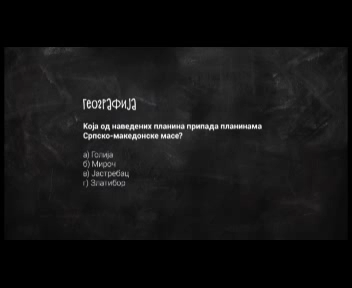 географија
Која од наведених планина припада планинама
Српско-македонске масе?
а) Голија
б) Мироч
в) Јастребац
г) Златибор